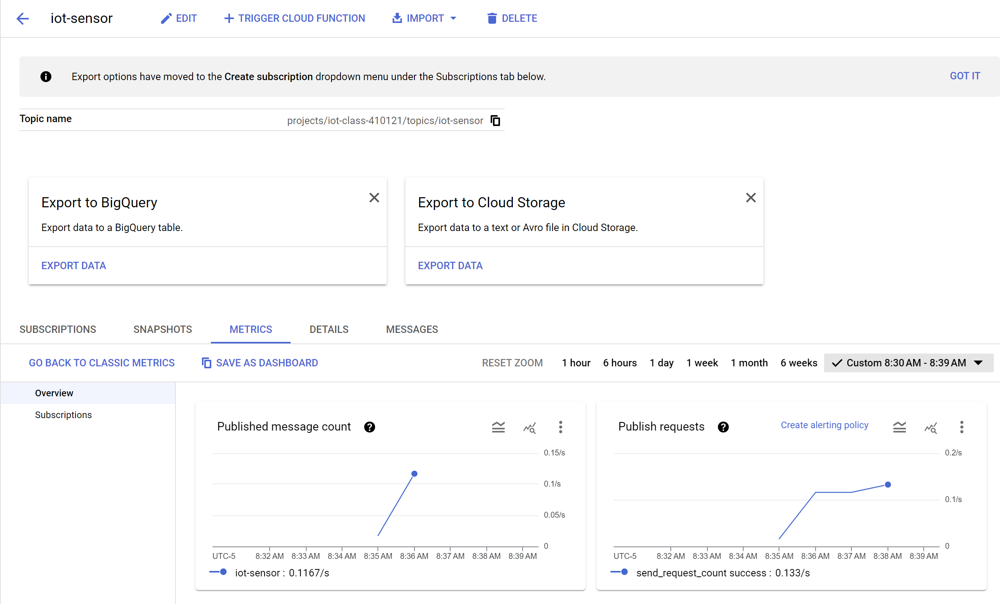 iot-sensor EDIT TRIGGER CLOUD FUNCTION IMPORT DELETE
Export options have moved to the Create subscription dropdown menu under the Subscriptions tab below. GOT IT
Topic name projects/iot-class-410121/topics/iot-sensor
Export to BigQuery
Export data to a BigQuery table.
EXPORT DATA
Export to Cloud Storage
Export data to a text or Avro file in Cloud Storage.
EXPORT DATA
SUBSCRIPTIONS SNAPSHOTS METRICS DETAILS MESSAGES
GO BACK TO CLASSIC METRICS SAVE AS DASHBOARD RESET ZOOM 1 hour 6 hours 1 day 1 week 1 month 6 weeks Custom 8:30 AM - 8:39 AM
Overview
Subscriptions
Published message count
0.15/s
0.1/s
0.05/s
0
UTC-5 8:32 AM 8:33 AM 8:34 AM 8:35 AM 8:36 AM 8:37 AM 8:38 AM 8:39 AM
iot-sensor : 0.1167/s
Publish requests Create alerting policy
0.2/s
0.1/s
0
UTC-5 8:32 AM 8:33 AM 8:34 AM 8:35 AM 8:36 AM 8:37 AM 8:38 AM 8:39 AM
send_request_count success : 0.133/s